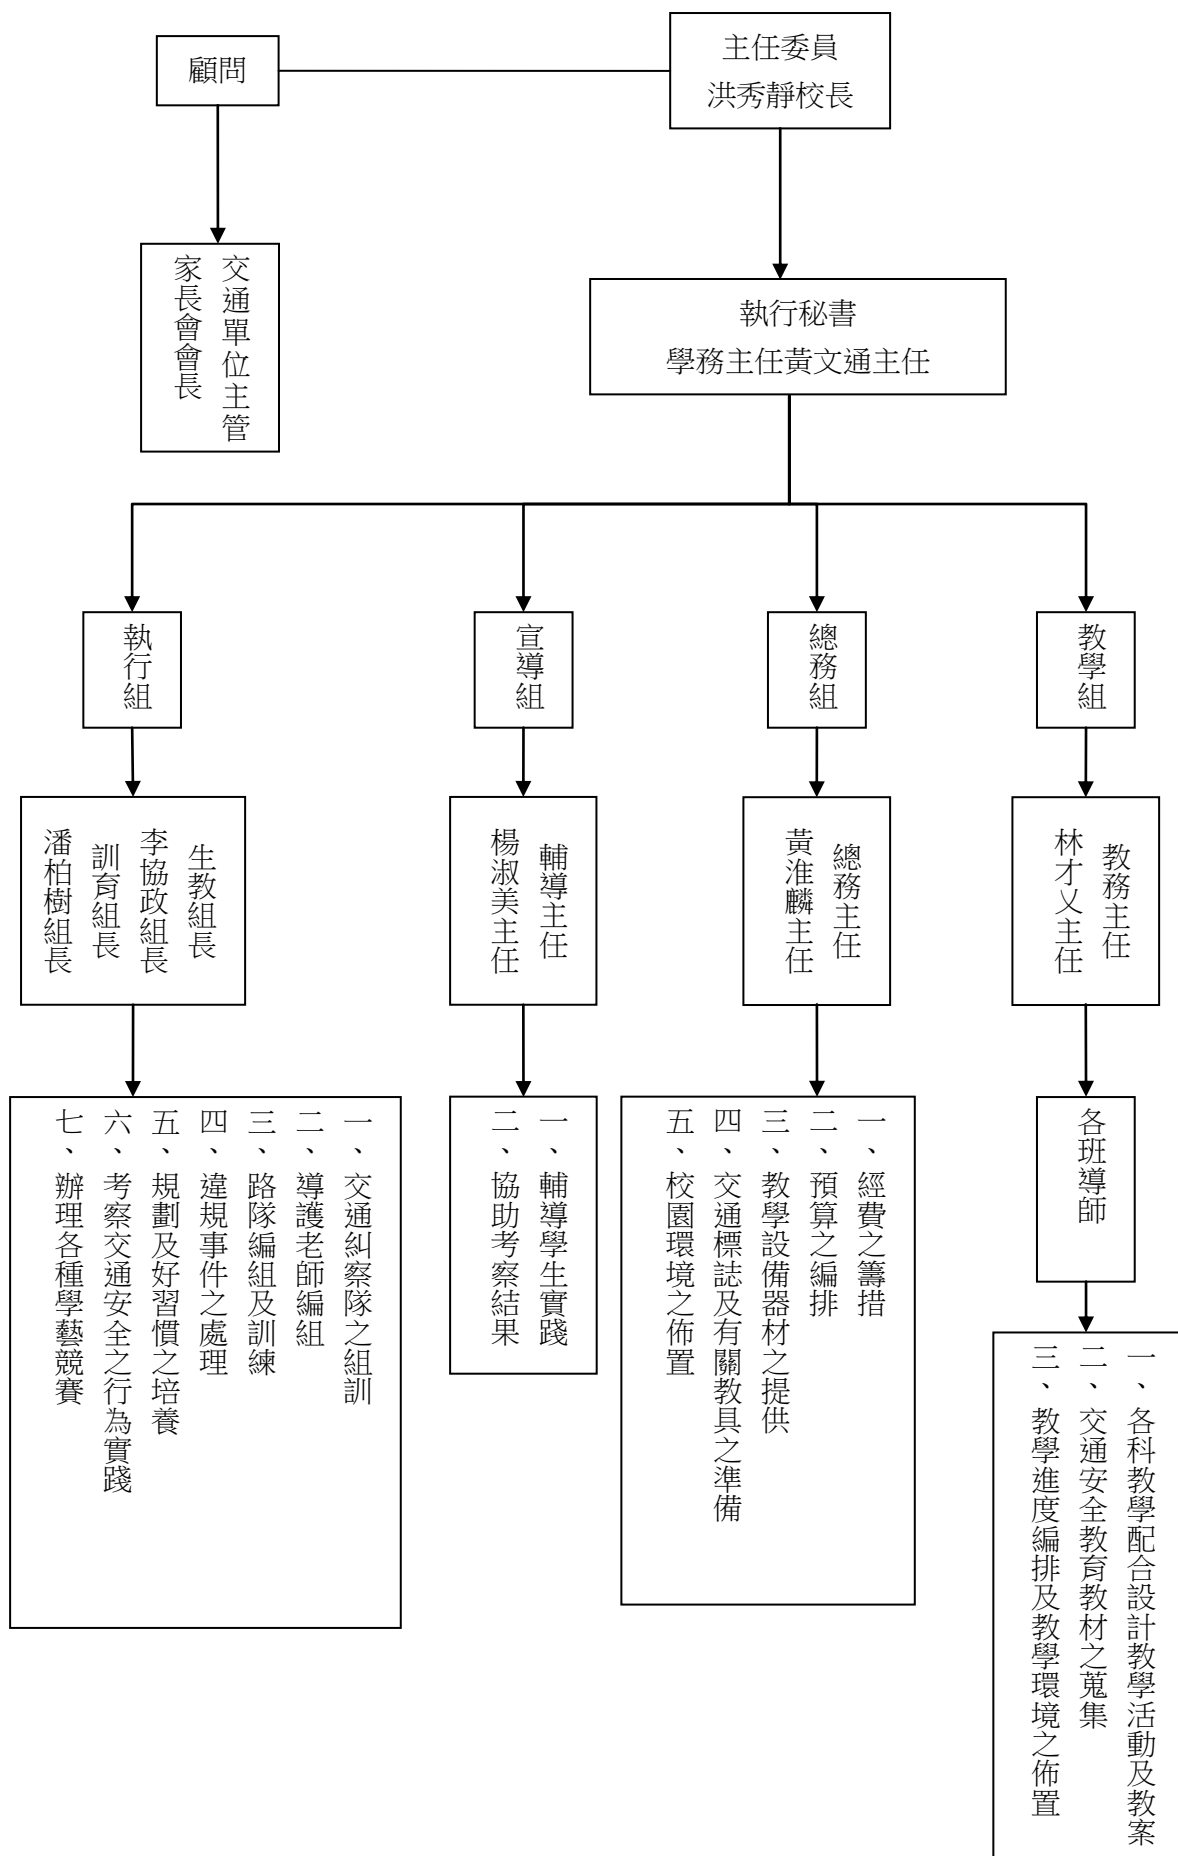 主任委員
洪秀靜校長
顧問
交通單位主管
家長會會長
執行秘書
學務主任黃文通主任
教學組
總務組
宣導組
執行組
教務主任
林才乂主任
總務主任
黃淮麟主任
輔導主任
楊淑美主任
生教組長
李協政組長
訓育組長
潘柏樹組長
各班導師
一、各科教學配合設計教學活動及教案
二、交通安全教育教材之蒐集
三、教學進度編排及教學環境之佈置
一、經費之籌措
二、預算之編排
三、教學設備器材之提供
四、交通標誌及有關教具之準備
五、校園環境之佈置
一、輔導學生實踐
二、協助考察結果
一、交通糾察隊之組訓
二、導護老師編組
三、路隊編組及訓練
四、違規事件之處理
五、規劃及好習慣之培養
六、考察交通安全之行為實踐
七、辦理各種學藝競賽